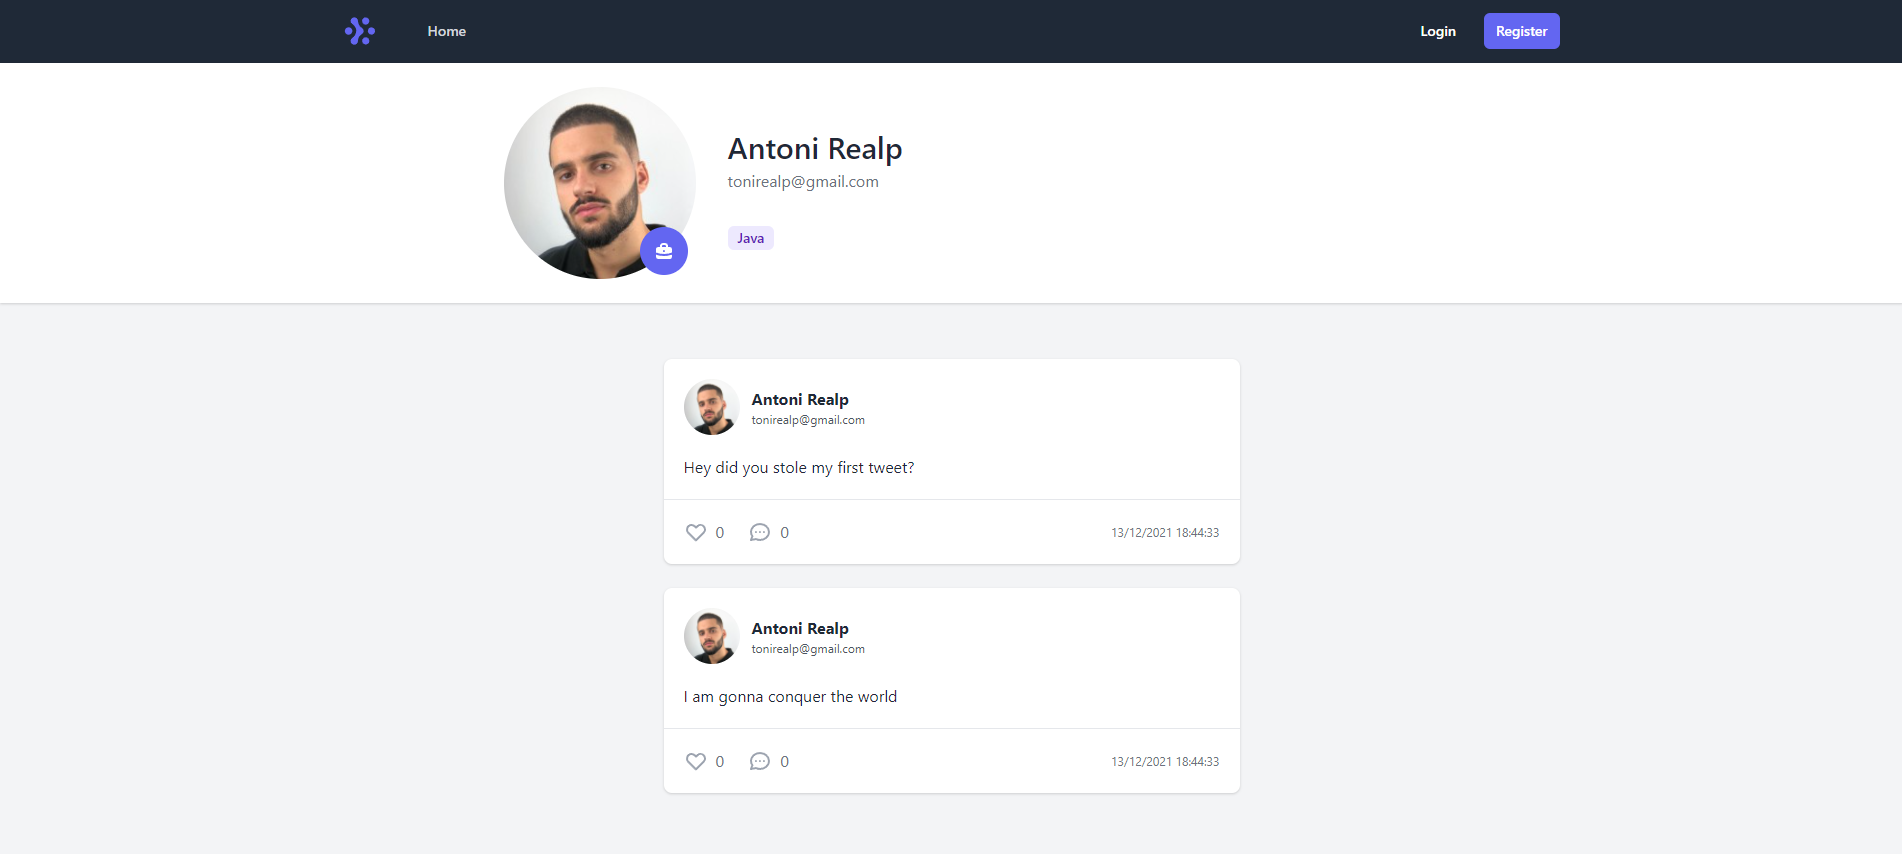 Home
Login
Register
Antoni Realp
tonirealp@gmail.com
Java
Antoni Realp
tonirealp@gmail.com
Hey did you stole my first tweet?
0
0
13/12/2021 18:44:33
Antoni Realp
tonirealp@gmail.com
I am gonna conquer the world
0
0
13/12/2021 18:44:33